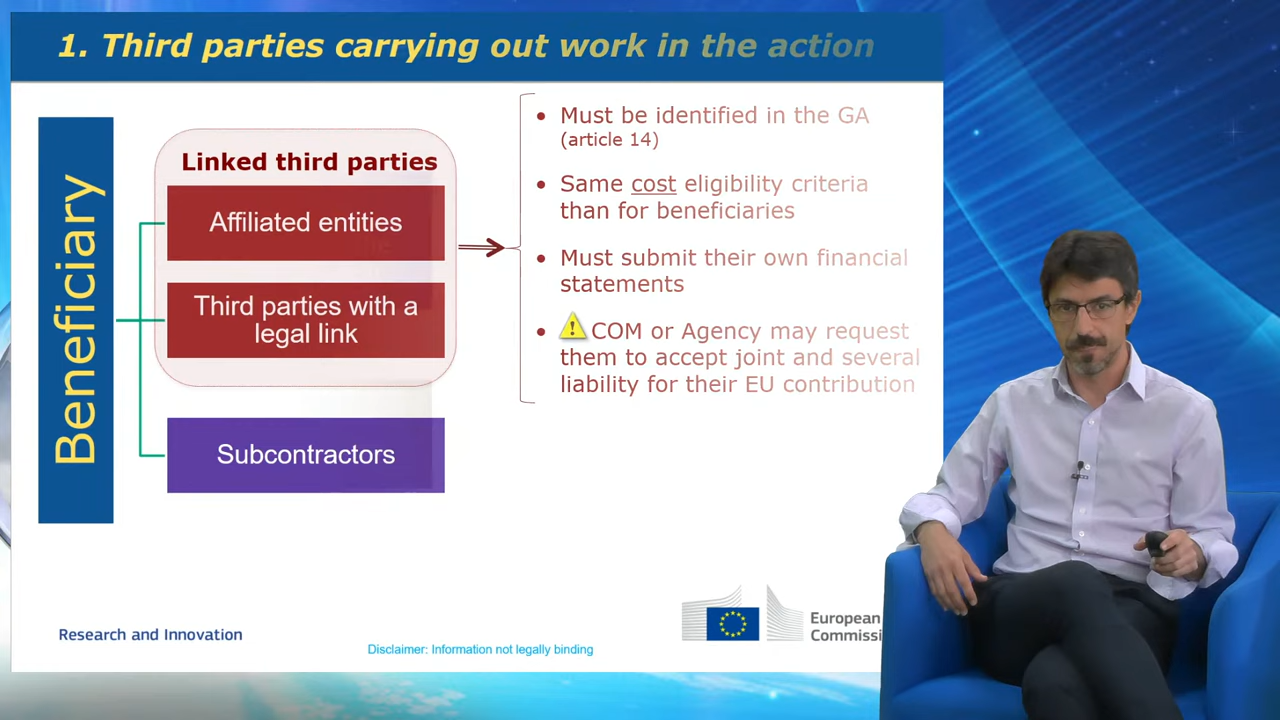 1. Third parties carrying out work in the action
Beneficiary
Linked third parties
Affiliated entities
Third parties with a
legal link
Subcontractors
• Must be identified in the GA
(article 14)
• Same cost eligibility criteria
than for beneficiaries
• Must submit their own financial
statements
• COM or Agency may request
them to accept joint and several
liability for their EU contribution
Research and Innovation
Disclaimer: Information not legally binding
European